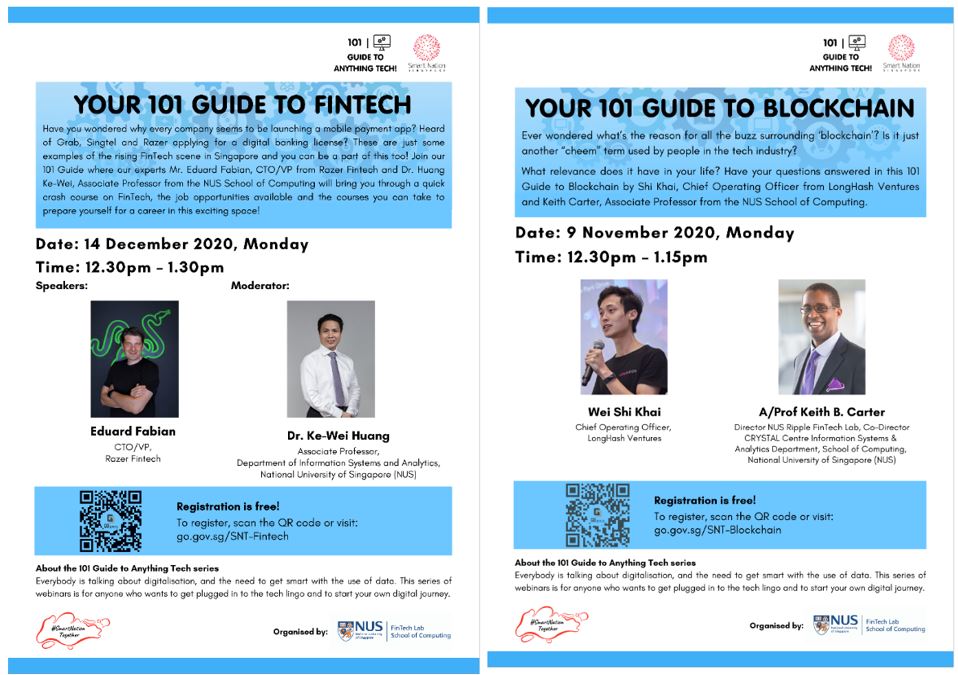 101 |
GUIDE TO
ANYTHING TECH!
Smart Nation
SINGAPORE
YOUR 101 GUIDE TO FINTECH
Have you wondered why every company seems to be launching a mobile payment app? Heard
of Grab, Singtel and Razer applying for a digital banking license? These are just some
examples of the rising FinTech scene in Singapore and you can be a part of this too! Join our
101 Guide where our experts Mr. Eduard Fabian, CTO/VP from Razer Fintech and Dr. Huang
Ke-Wei, Associate Professor from the NUS School of Computing will bring you through a quick
crash course on FinTech, the job opportunities available and the courses you can take to
prepare yourself for a career in this exciting space!
Date: 14 December 2020, Monday
Time: 12.30pm – 1.30pm
Speakers:
Moderator:
Eduard Fabian
CTO/VP,
Razer Fintech
Dr. Ke-Wei Huang
Associate Professor,
Department of Information Systems and Analytics,
National University of Singapore (NUS)
Registration is free!
To register, scan the QR code or visit:
go.gov.sg/SNT-Fintech
About the 101 Guide to Anything Tech series
Everybody is talking about digitalisation, and the need to get smart with the use of data. This series of
webinars is for anyone who wants to get plugged in to the tech lingo and to start your own digital journey.
#SmartNation
Together
Organised by:
NUS
National University
of Singapore
FinTech Lab
School of Computing
101 |
GUIDE TO
ANYTHING TECH!
Smart Nation
SINGAPORE
YOUR 101 GUIDE TO BLOCKCHAIN
Ever wondered what's the reason for all the buzz surrounding 'blockchain'? Is it just
another "cheem" term used by people in the tech industry?
What relevance does it have in your life? Have your questions answered in this 101
Guide to Blockchain by Shi Khai, Chief Operating Officer from LongHash Ventures
and Keith Carter, Associate Professor from the NUS School of Computing.
Date: 9 November 2020, Monday
Time: 12.30pm – 1.15pm
Wei Shi Khai
Chief Operating Officer,
LongHash Ventures
A/Prof Keith B. Carter
Director NUS Ripple FinTech Lab, Co-Director
CRYSTAL Centre Information Systems &
Analytics Department, School of Computing,
National University of Singapore (NUS)
Registration is free!
To register, scan the QR code or visit:
go.gov.sg/SNT-Blockchain
About the 101 Guide to Anything Tech series
Everybody is talking about digitalisation, and the need to get smart with the use of data. This series of
webinars is for anyone who wants to get plugged in to the tech lingo and to start your own digital journey.
#SmartNation
Together
Organised by:
NUS
National University
of Singapore
FinTech Lab
School of Computing